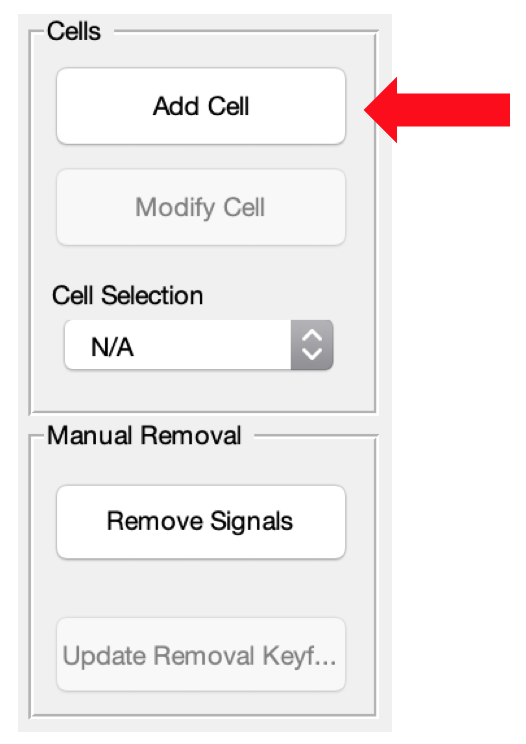 Cells
Add Cell
Modify Cell
Cell Selection
N/A
Manual Removal
Remove Signals
Update Removal Keyf...